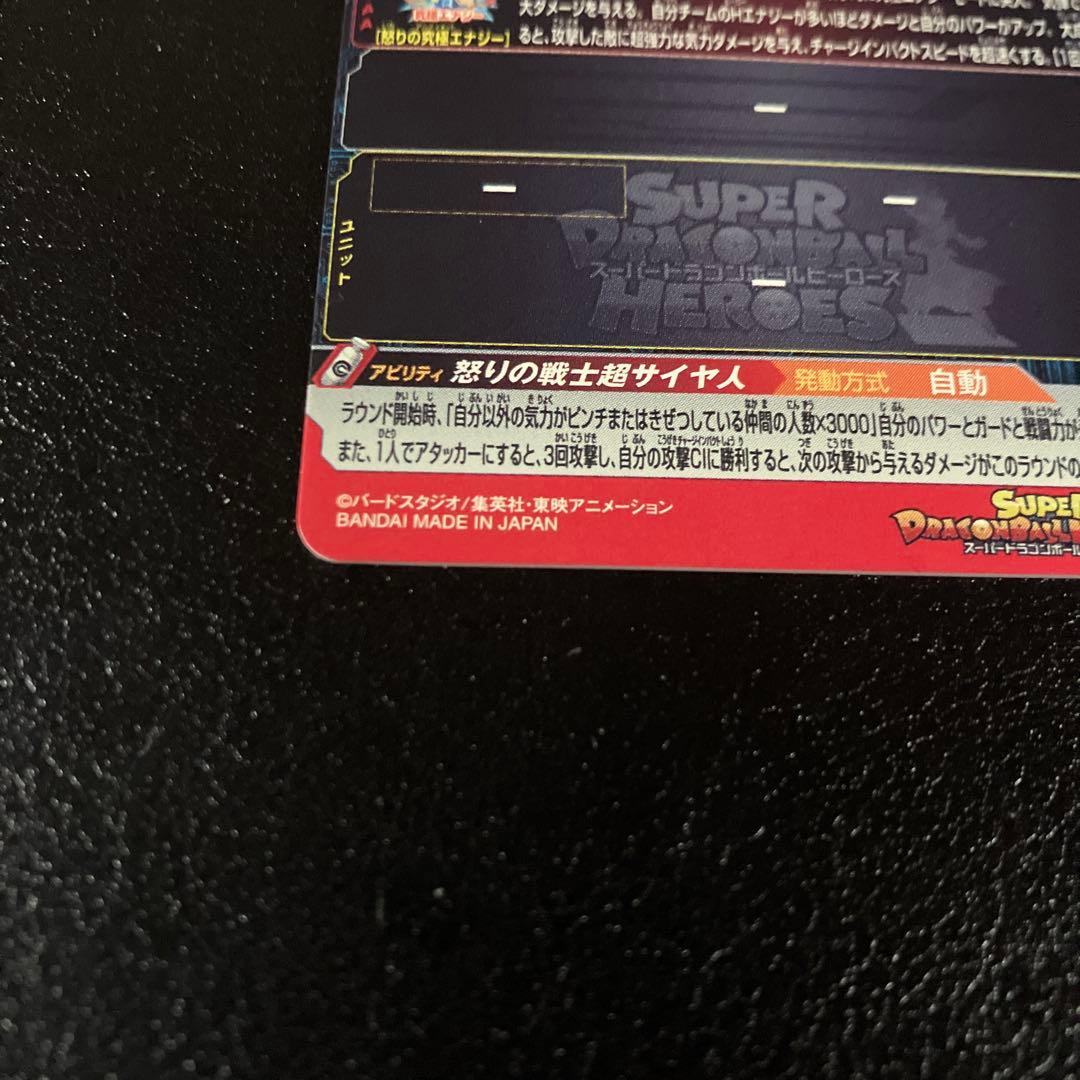 大ダメージを与える。自分チームのHエナジーが多いほどダメージと自分のパワーがアップ。
究極エナジー
[怒りの究極エナジー]
ると、攻撃した敵に超強力な気力ダメージを与え、チャージインパクトスピードを超速くする。(1回
ー
ー
ー
ユニット
SUPER
DRAGONBALL
スーパードラゴンボールヒーローズ
ー
HEROES
アビリティ 怒りの戦士超サイヤ人 発動方式 自動
ラウンド開始時、「自分以外の気力がピンチまたはきぜつしている仲間の人数×3000」自分のパワーとガードと戦闘力が
また、1人でアタッカーにすると、3回攻撃し、自分の攻撃CIに勝利すると、次の攻撃から与えるダメージがこのラウンドの
©バードスタジオ/集英社・東映アニメーション
BANDAI MADE IN JAPAN
SUPE
DRAGONBALL
スーパードラゴンボール